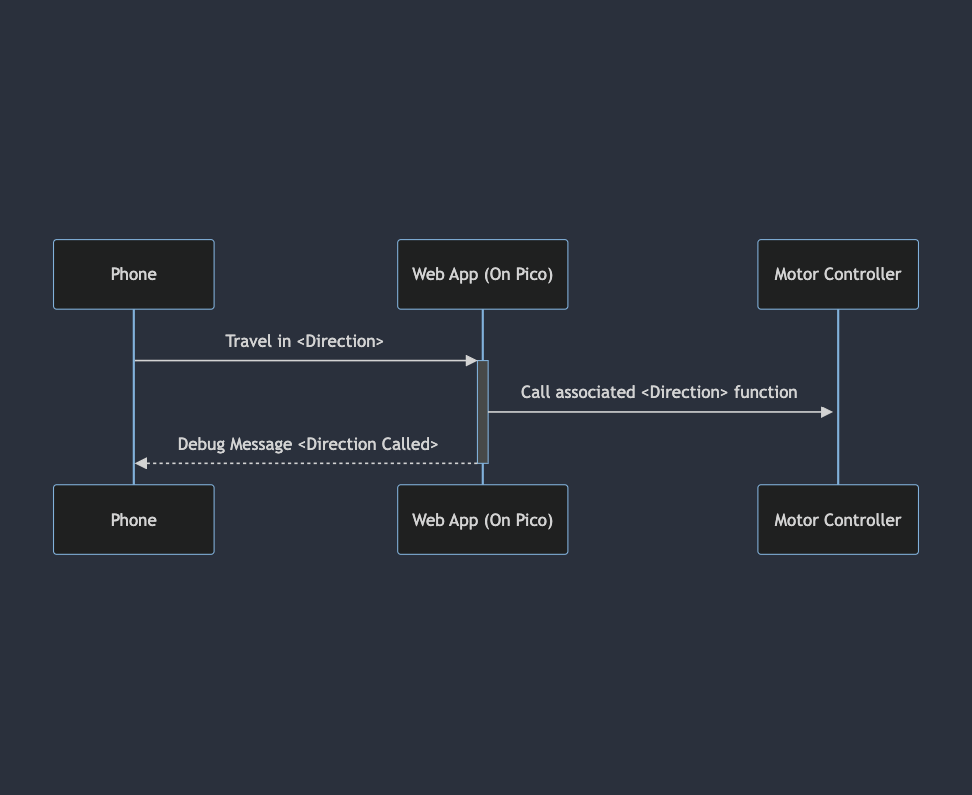 Phone
Web App (On Pico)
Motor Controller
Travel in <Direction>
Call associated <Direction> function
Debug Message <Direction Called>
Phone
Web App (On Pico)
Motor Controller